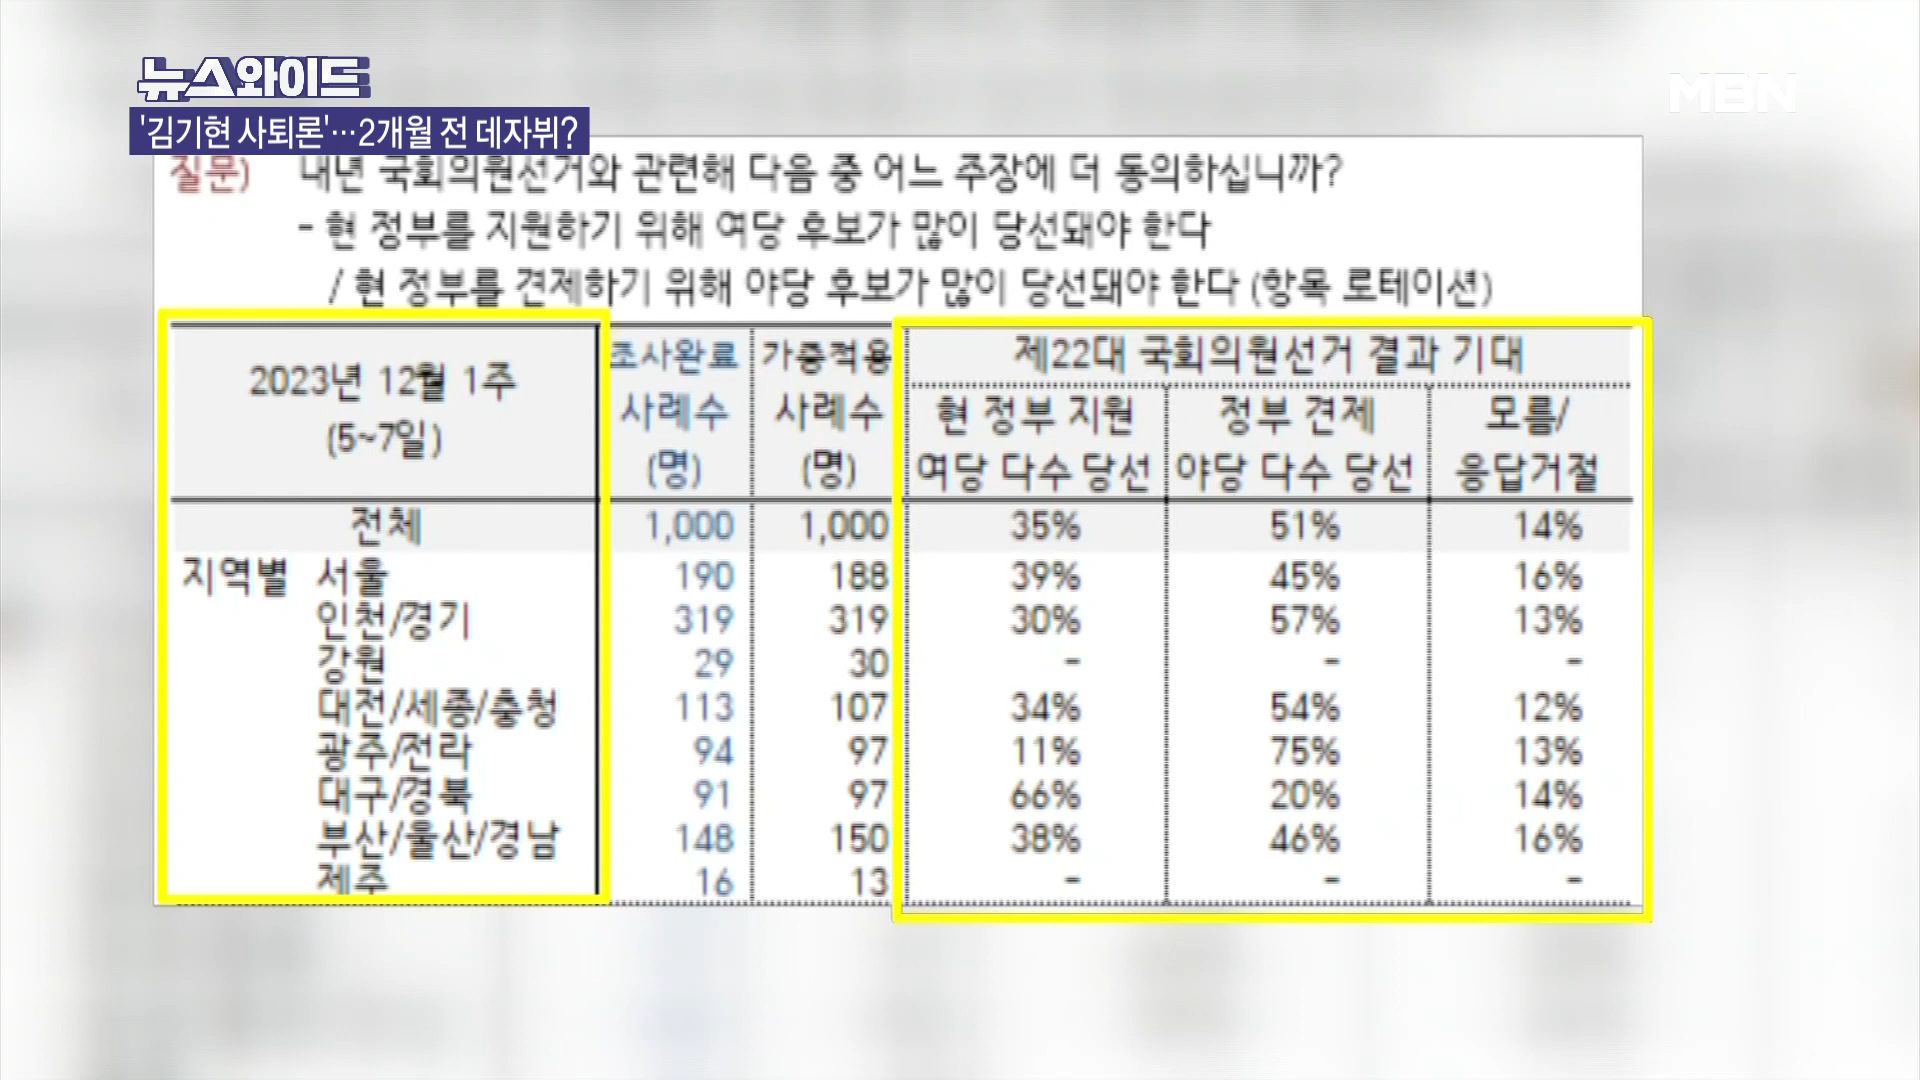 뉴스와이드
MBN
'김기현 사퇴론'…2개월 전 데자뷔?
질문) 내년 국회의원선거와 관련해 다음 중 어느 주장에 더 동의하십니까?
- 현 정부를 지원하기 위해 여당 후보가 많이 당선돼야 한다
/ 현 정부를 견제하기 위해 야당 후보가 많이 당선돼야 한다 (항목 로테이션)
2023년 12월 1주
(5~7일)
조사완료
사례수
(명)
가중적용
사례수
(명)
제22대 국회의원선거 결과 기대
현 정부 지원
여당 다수 당선
정부 견제
야당 다수 당선
모름/
응답거절
전체 1,000 1,000 35% 51% 14%
지역별 서울 190 188 39% 45% 16%
인천/경기 319 319 30% 57% 13%
강원 29 30 - - -
대전/세종/충청 113 107 34% 54% 12%
광주/전라 94 97 11% 75% 13%
대구/경북 91 97 66% 20% 14%
부산/울산/경남 148 150 38% 46% 16%
제주 16 13 - - -